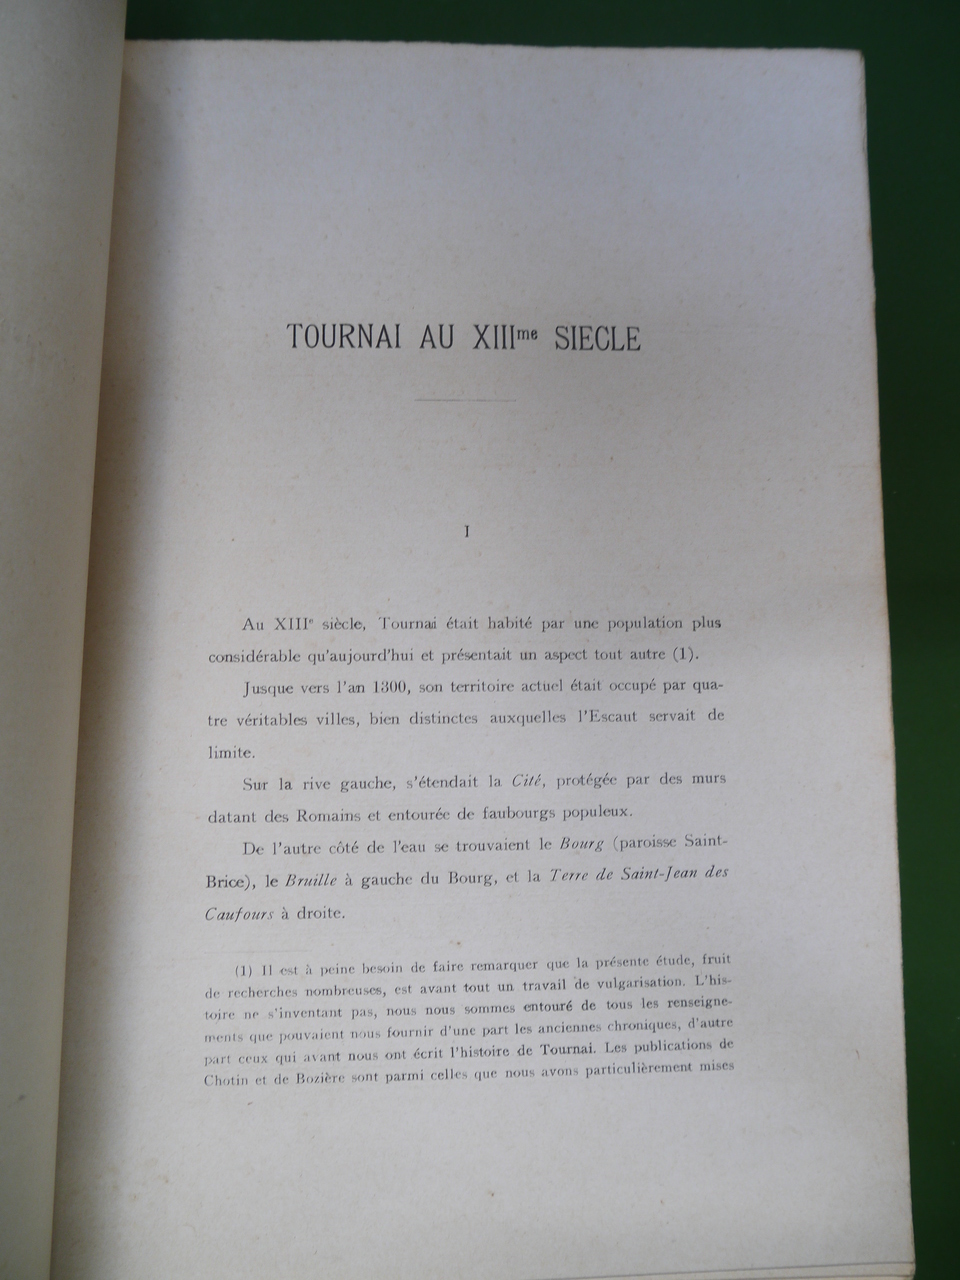 TOURNAI AU XIIIme SIECLE
I
Au XIIIe siècle, Tournai était habité par une population plus
considérable qu'aujourd'hui et présentait un aspect tout autre (1).
Jusque vers l'an 1300, son territoire actuel était occupé par qua-
tre véritables villes, bien distinctes auxquelles l'Escaut servait de
limite.
Sur la rive gauche, s'étendait la Cité, protégée par des murs
datant des Romains et entourée de faubourgs populeux.
De l'autre côté de l'eau se trouvaient le Bourg (paroisse Saint-
Brice), le Bruille à gauche du Bourg, et la Terre de Saint-Jean des
Caufours à droite.
(1) Il est à peine besoin de faire remarquer que la présente étude, fruit
de recherches nombreuses, est avant tout un travail de vulgarisation. L'his-
toire ne s'inventant pas, nous nous sommes entouré de tous les renseigne-
ments que pouvaient nous fournir d'une part les anciennes chroniques, d'autre
part ceux qui avant nous ont écrit l'histoire de Tournai. Les publications de
Chotin et de Bozière sont parmi celles que nous avons particulièrement mises